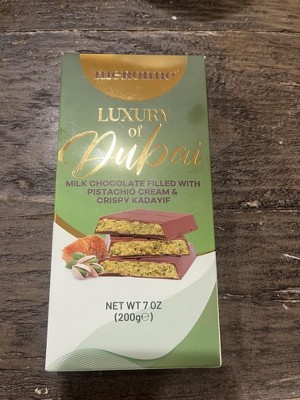 LUXURY
of
Dubai
MILK CHOCOLATE FILLED WITH
PISTACHIO CREAM &
CRISPY KADAYIF
NET WT 7 OZ
(200g℮)